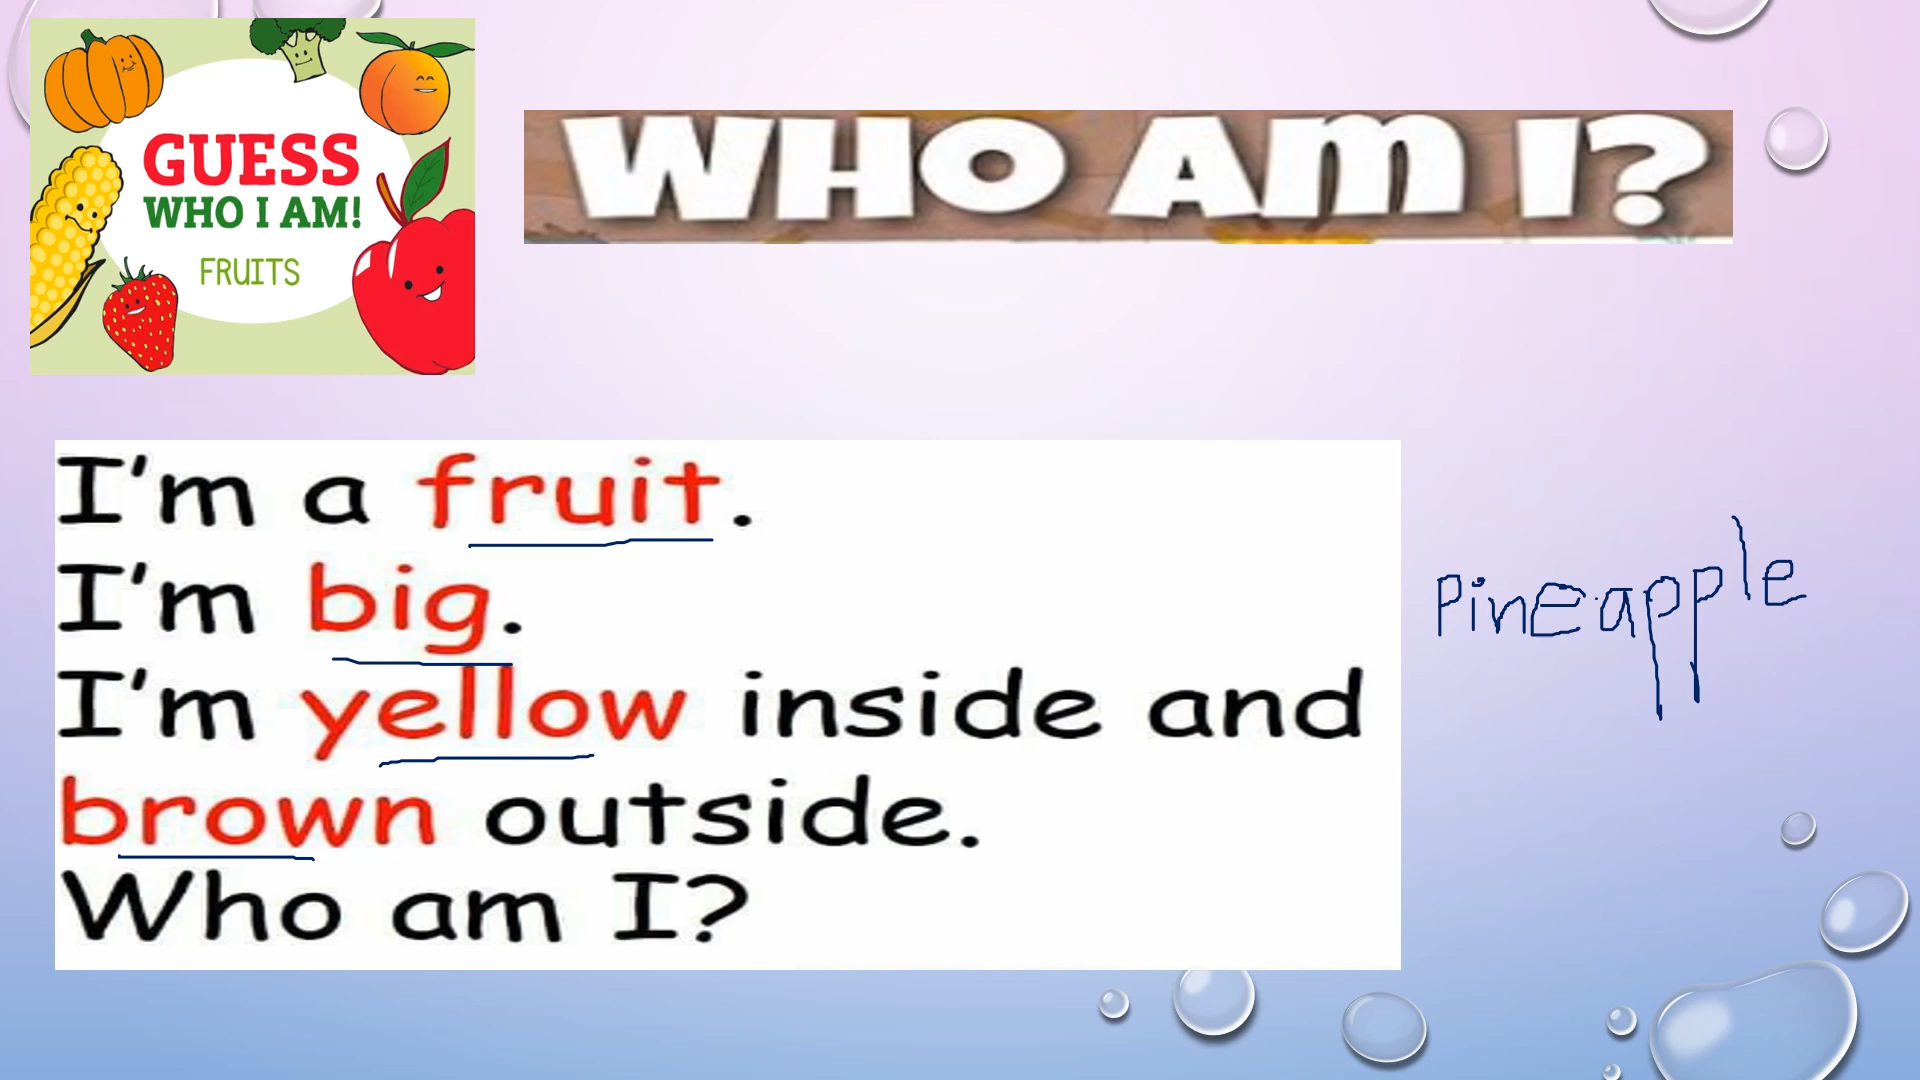 GUESS
WHO I AM!
FRUITS
WHO AM I?
I'm a fruit.
I'm big.
I'm yellow inside and
brown outside.
Who am I?
PinEapple